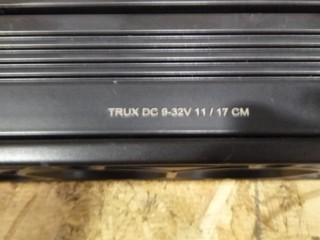 TRUX DC 9-32V 11 / 17 CM